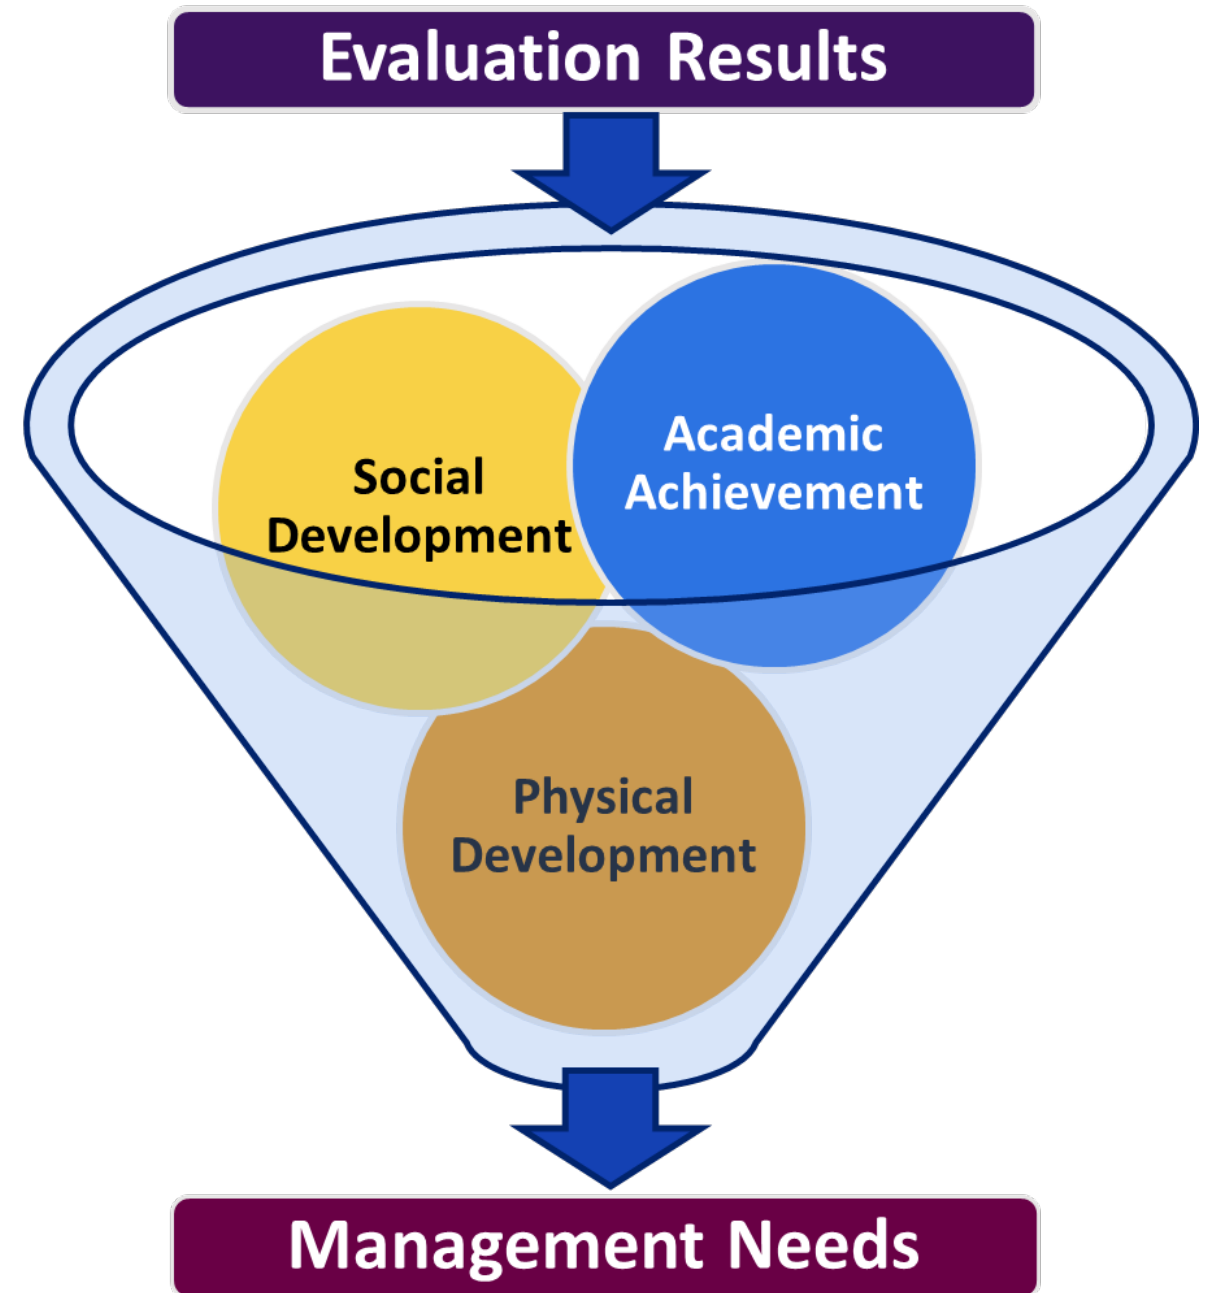 Evaluation Results
Academic
Achievement
Social
Development
Physical
Development
Management Needs